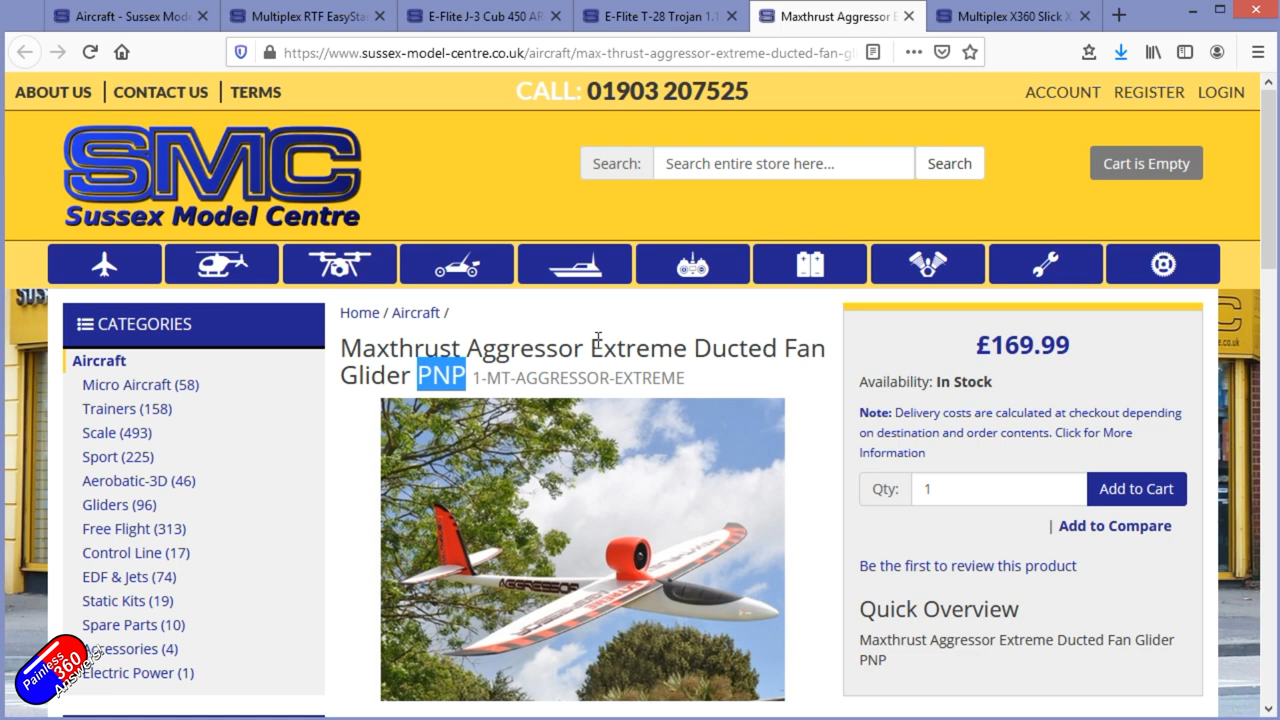 Aircraft - Sussex Mode
Multiplex RTF EasySta
E-Flite J-3 Cub 450 AR
E-Flite T-28 Trojan 1.1
Maxthrust Aggressor E
Multiplex X360 Slick X
https://www.sussex-model-centre.co.uk/aircraft/max-thrust-aggressor-extreme-ducted-fan-gl
ABOUT US | CONTACT US | TERMS
CALL: 01903 207525
ACCOUNT REGISTER LOGIN
SMC
Sussex Model Centre
Search: Search entire store here... Search
Cart is Empty
CATEGORIES
Aircraft
Micro Aircraft (58)
Trainers (158)
Scale (493)
Sport (225)
Aerobatic-3D (46)
Gliders (96)
Free Flight (313)
Control Line (17)
EDF & Jets (74)
Static Kits (19)
Spare Parts (10)
Accessories (4)
Electric Power (1)
Home / Aircraft /
Maxthrust Aggressor Extreme Ducted Fan
Glider PNP 1-MT-AGGRESSOR-EXTREME
AGGRESSOR
£169.99
Availability: In Stock
Note: Delivery costs are calculated at checkout depending
on destination and order contents. Click for More
Information
Qty: 1 Add to Cart
| Add to Compare
Be the first to review this product
Quick Overview
Maxthrust Aggressor Extreme Ducted Fan Glider
PNP
Painless
360
Answers